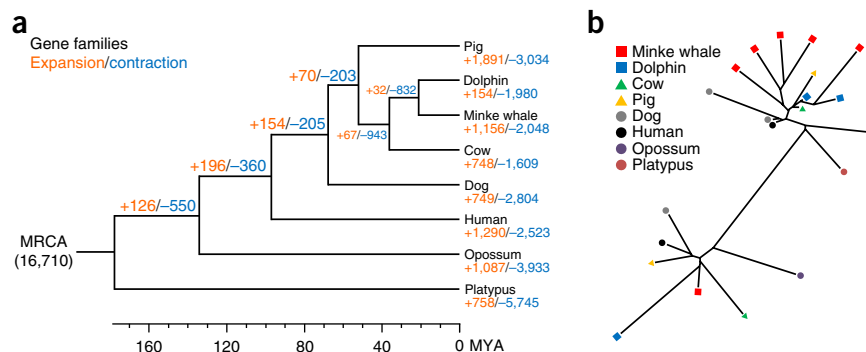 a
Gene families
Expansion/contraction
Pig
+1,891/–3,034
+70/–203
Dolphin
+32/–832
+154/–1,980
+154/–205
Minke whale
+67/–943
+1,156/–2,048
+196/–360
Cow
+748/–1,609
Dog
+749/–2,804
+126/–550
Human
+1,290/–2,523
MRCA
(16,710)
Opossum
+1,087/–3,933
Platypus
+758/–5,745
160 120 80 40 0 MYA
b
Minke whale
Dolphin
Cow
Pig
Dog
Human
Opossum
Platypus